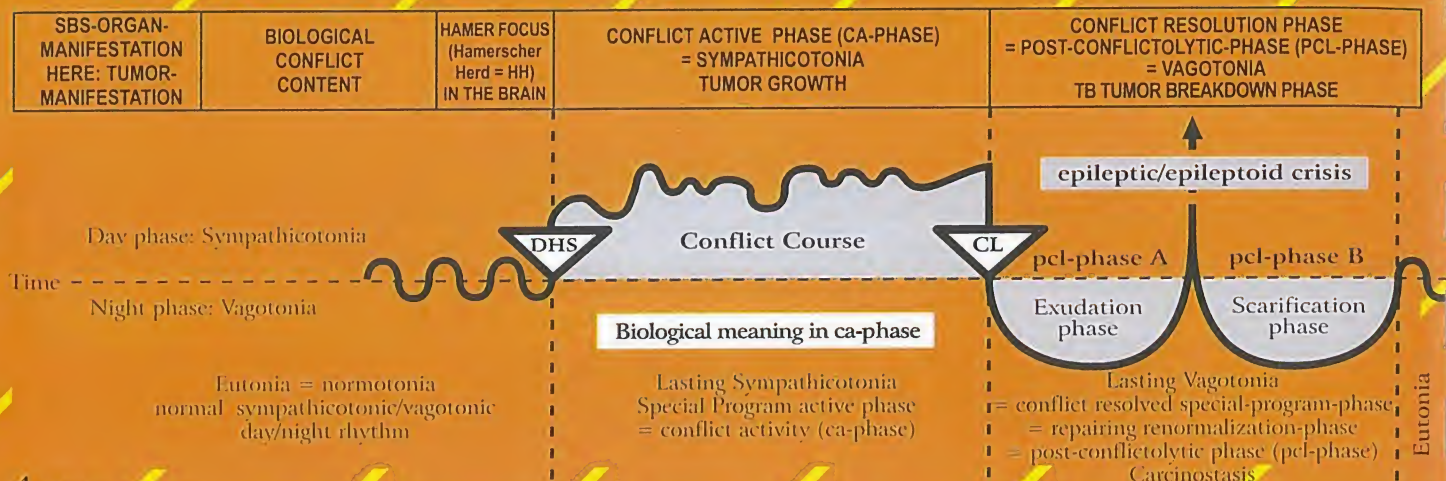 SBS-ORGAN-
MANIFESTATION
HERE: TUMOR-
MANIFESTATION
BIOLOGICAL
CONFLICT
CONTENT
HAMER FOCUS
(Hamerscher
Herd = HH)
IN THE BRAIN
CONFLICT ACTIVE PHASE (CA-PHASE)
= SYMPATHICOTONIA
TUMOR GROWTH
CONFLICT RESOLUTION PHASE
= POST-CONFLICTOLYTIC-PHASE (PCL-PHASE)
= VAGOTONIA
TB TUMOR BREAKDOWN PHASE
epileptic/epileptoid crisis
Day phase: Sympathicotonia
DHS
Conflict Course
CL
pcl-phase A
pcl-phase B
Time
Night phase: Vagotonia
Exudation
phase
Scarification
phase
Biological meaning in ca-phase
Eutonia = normotonia
normal sympathicotonic/vagotonic
day/night rhythm
Lasting Sympathicotonia
Special Program active phase
= conflict activity (ca-phase)
Lasting Vagotonia
= conflict resolved special-program-phase
= repairing renormalization-phase
= post-conflictolytic phase (pcl-phase)
Carcinostasis
Eutonia